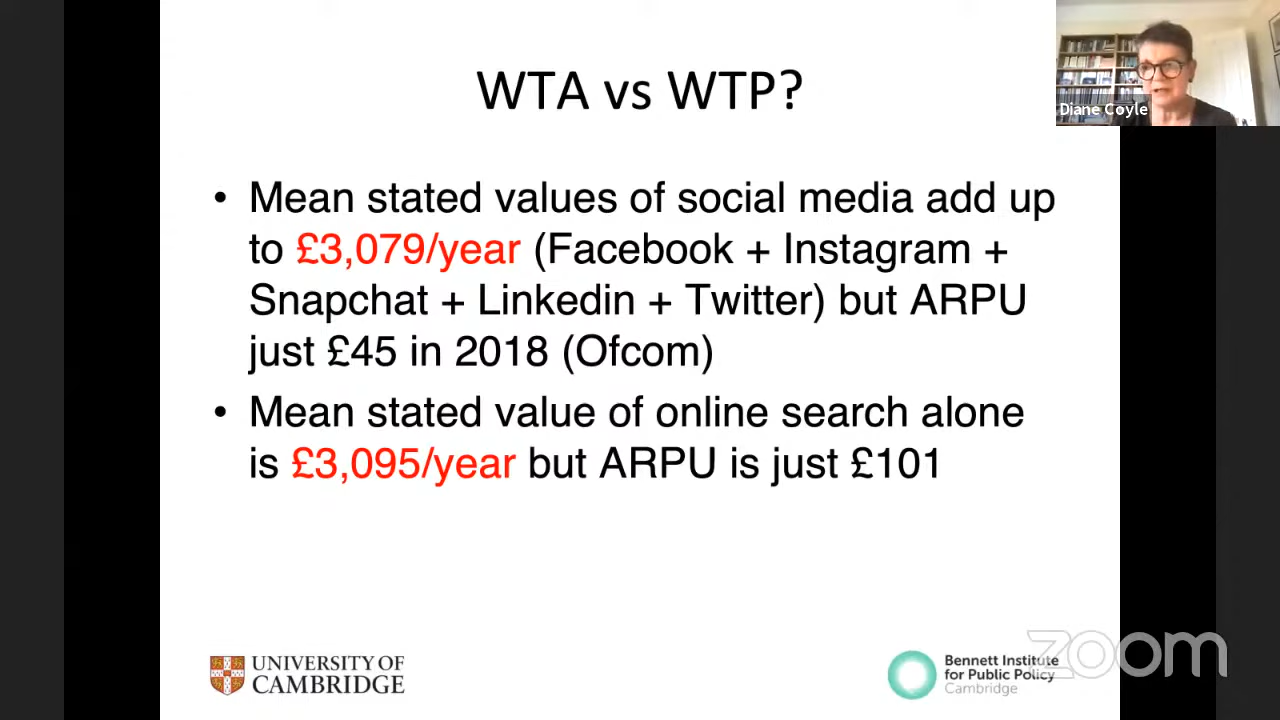 WTA vs WTP?
Diane Coyle
• Mean stated values of social media add up
to £3,079/year (Facebook + Instagram +
Snapchat + Linkedin + Twitter) but ARPU
just £45 in 2018 (Ofcom)
• Mean stated value of online search alone
is £3,095/year but ARPU is just £101
UNIVERSITY OF
CAMBRIDGE
Bennett Institute
for Public Policy
Cambridge
zoom